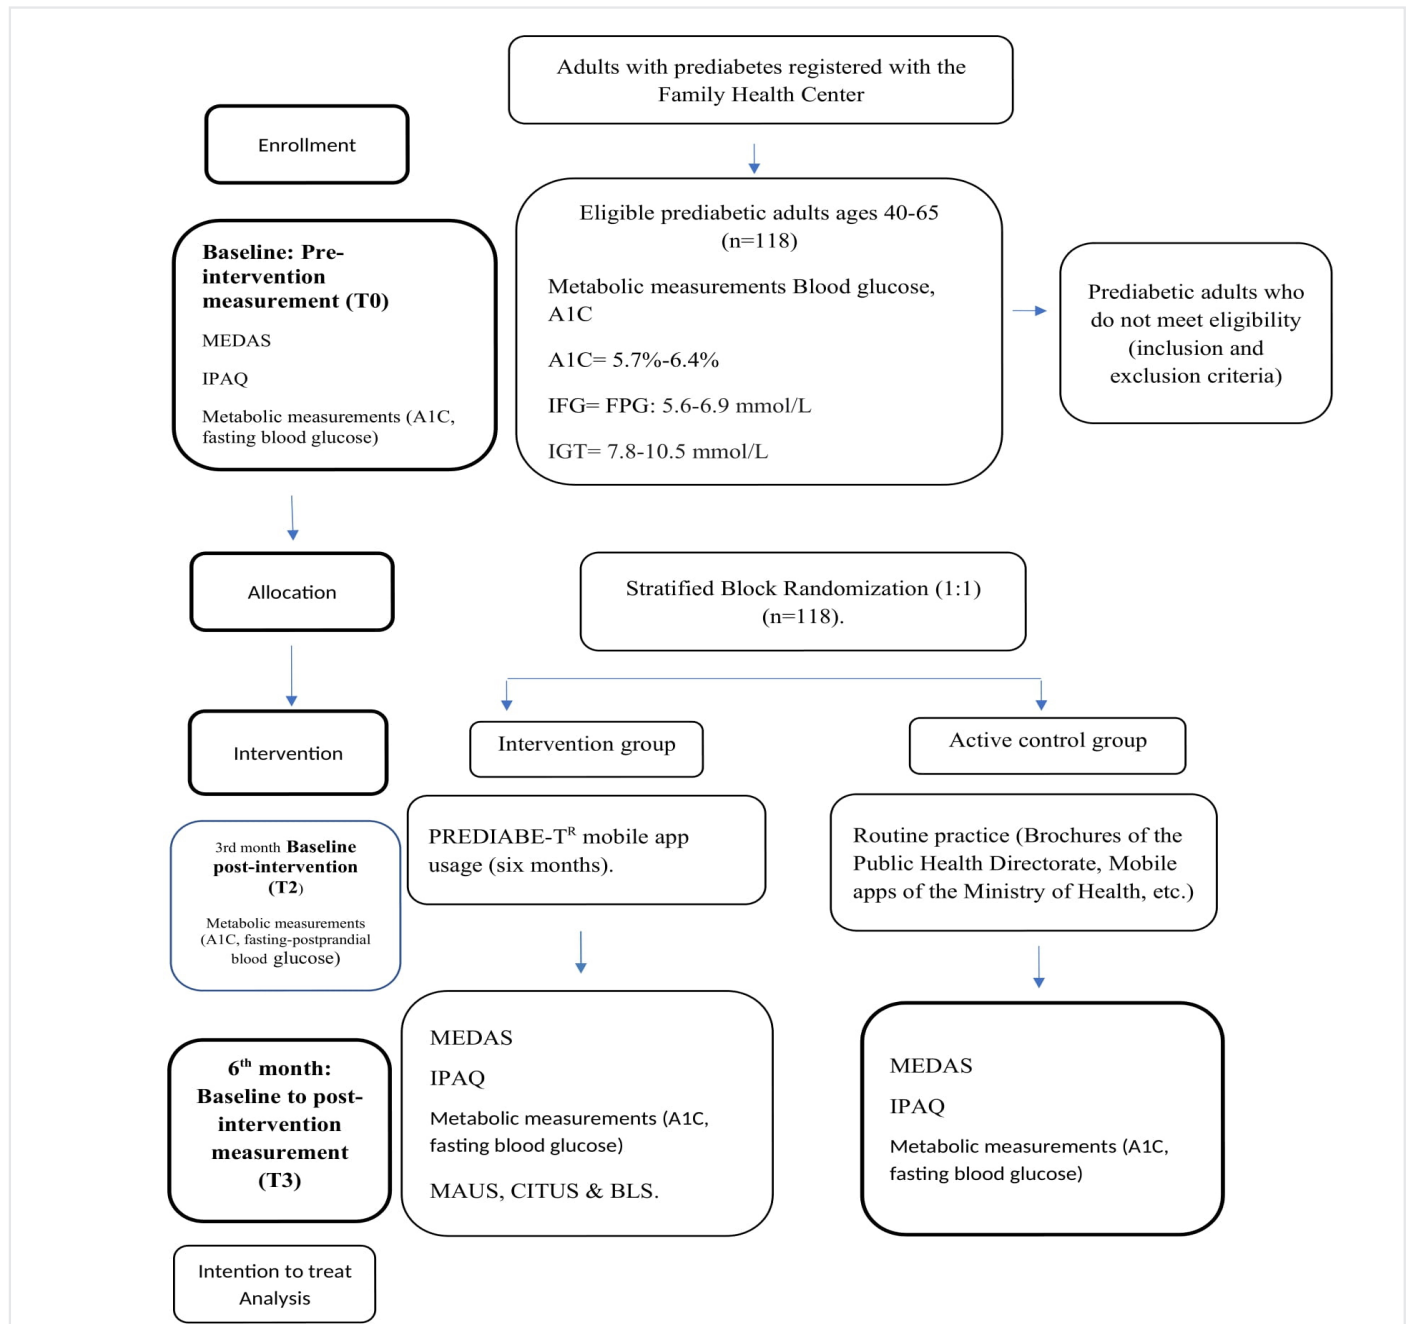 Adults with prediabetes registered with the
Family Health Center
Enrollment
Eligible prediabetic adults ages 40-65
(n=118)
Metabolic measurements Blood glucose,
A1C
A1C= 5.7%-6.4%
IFG= FPG: 5.6-6.9 mmol/L
IGT= 7.8-10.5 mmol/L
Baseline: Pre-
intervention
measurement (T0)
MEDAS
IPAQ
Metabolic measurements (A1C,
fasting blood glucose)
Prediabetic adults who
do not meet eligibility
(inclusion and
exclusion criteria)
Allocation
Stratified Block Randomization (1:1)
(n=118).
Intervention
Intervention group
Active control group
3rd month Baseline
post-intervention
(T2)
Metabolic measurements
(A1C, fasting-postprandial
blood glucose)
PREDIABE-Tᴿ mobile app
usage (six months).
Routine practice (Brochures of the
Public Health Directorate, Mobile
apps of the Ministry of Health, etc.)
6th month:
Baseline to post-
intervention
measurement
(T3)
MEDAS
IPAQ
Metabolic measurements (A1C,
fasting blood glucose)
MAUS, CITUS & BLS.
MEDAS
IPAQ
Metabolic measurements (A1C,
fasting blood glucose)
Intention to treat
Analysis